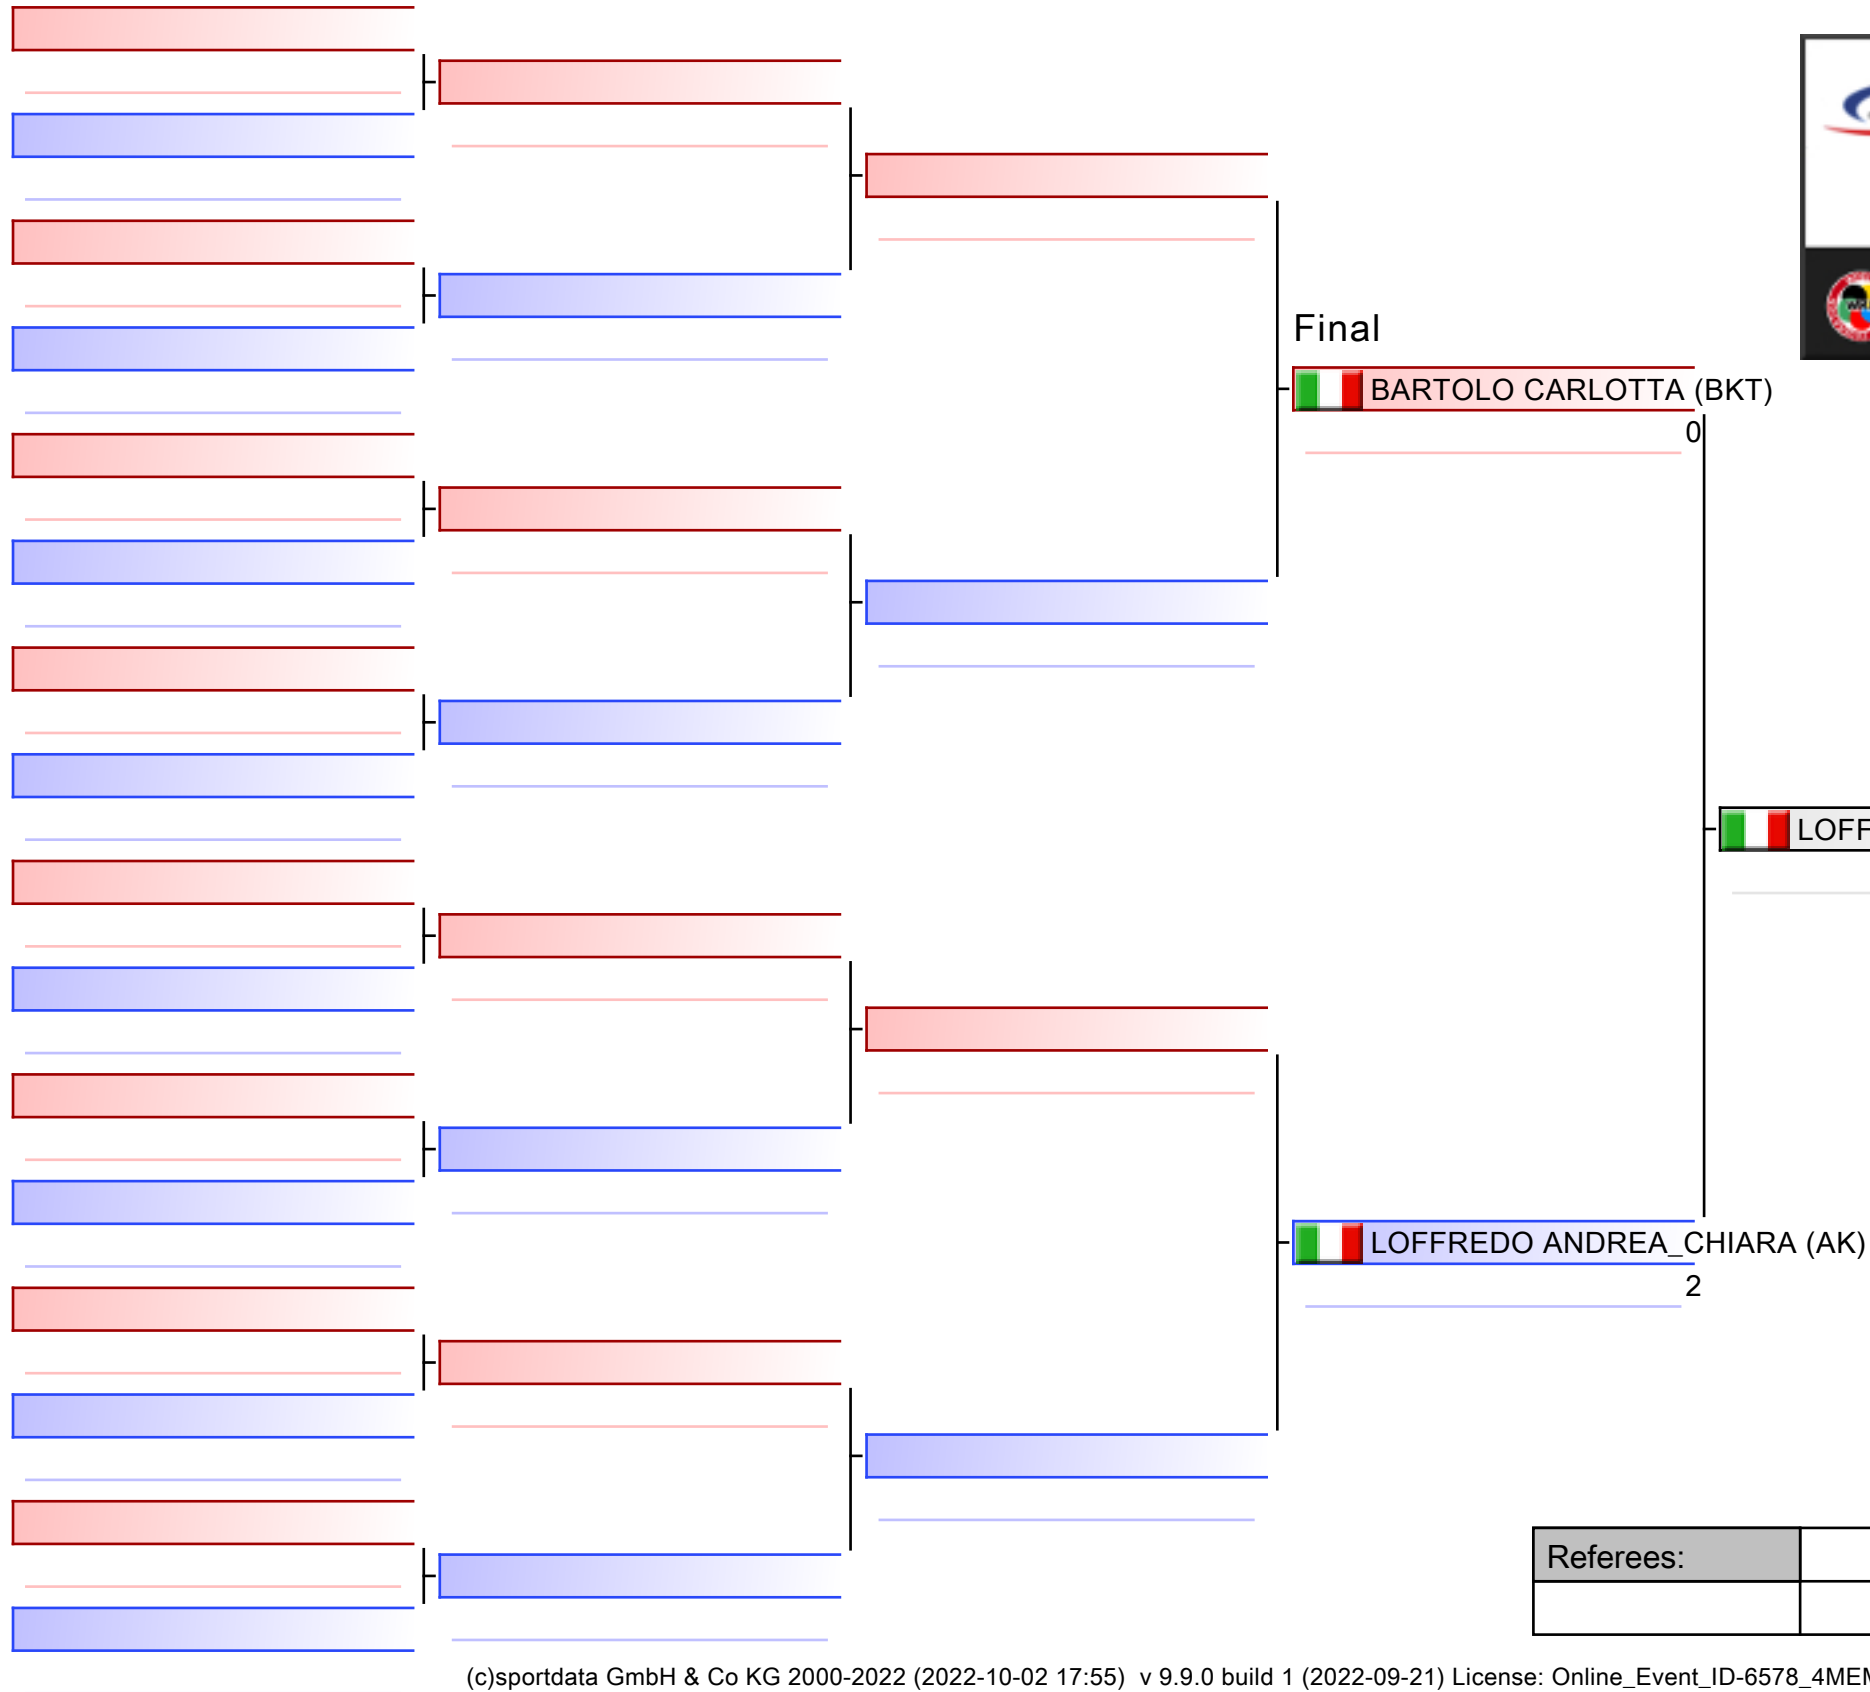 Final
BARTOLO CARLOTTA (BKT)
0
LOFF
LOFFREDO ANDREA_CHIARA (AK)
2
Referees:
(c)sportdata GmbH & Co KG 2000-2022 (2022-10-02 17:55)  v 9.9.0 build 1 (2022-09-21) License: Online_Event_ID-6578_4MEM